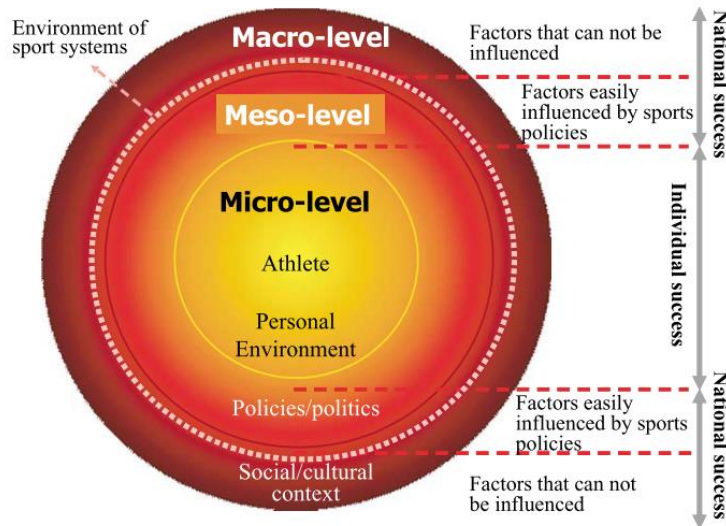 Environment of
sport systems
Macro-level
Factors that can not be
influenced
National success
Meso-level
Factors easily
influenced by sports
policies
Micro-level
Athlete
Personal
Environment
Individual success
Policies/politics
Factors easily
influenced by sports
policies
National success
Social/cultural
context
Factors that can not
be influenced